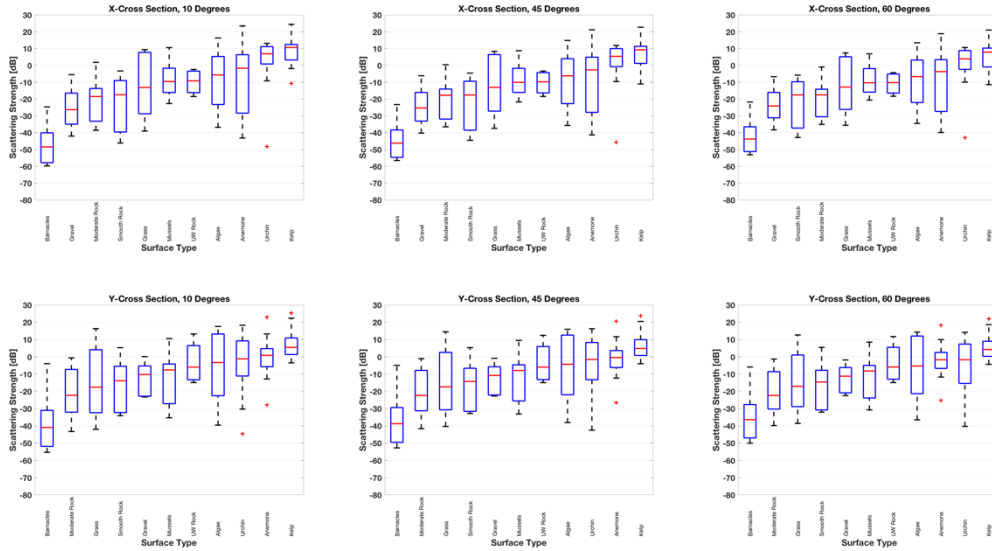 X-Cross Section, 10 Degrees
Scattering Strength [dB]
30
20
10
0
-10
-20
-30
-40
-50
-60
-70
-80
Barnacles
Gravel
Moderate Rock
Smooth Rock
Grass
Mussels
UW Rock
Algae
Anemone
Urchin
Kelp
Surface Type
X-Cross Section, 45 Degrees
Scattering Strength [dB]
30
20
10
0
-10
-20
-30
-40
-50
-60
-70
-80
Barnacles
Gravel
Moderate Rock
Smooth Rock
Grass
Mussels
UW Rock
Algae
Anemone
Urchin
Kelp
Surface Type
X-Cross Section, 60 Degrees
Scattering Strength [dB]
30
20
10
0
-10
-20
-30
-40
-50
-60
-70
-80
Barnacles
Gravel
Smooth Rock
Moderate Rock
Grass
Mussels
UW Rock
Algae
Anemone
Urchin
Kelp
Surface Type
Y-Cross Section, 10 Degrees
Scattering Strength [dB]
30
20
10
0
-10
-20
-30
-40
-50
-60
-70
-80
Barnacles
Moderate Rock
Grass
Smooth Rock
Gravel
Mussels
UW Rock
Algae
Urchin
Anemone
Kelp
Surface Type
Y-Cross Section, 45 Degrees
Scattering Strength [dB]
30
20
10
0
-10
-20
-30
-40
-50
-60
-70
-80
Barnacles
Moderate Rock
Grass
Smooth Rock
Gravel
Mussels
UW Rock
Algae
Urchin
Anemone
Kelp
Surface Type
Y-Cross Section, 60 Degrees
Scattering Strength [dB]
30
20
10
0
-10
-20
-30
-40
-50
-60
-70
-80
Barnacles
Moderate Rock
Grass
Smooth Rock
Gravel
Mussels
UW Rock
Algae
Anemone
Urchin
Kelp
Surface Type